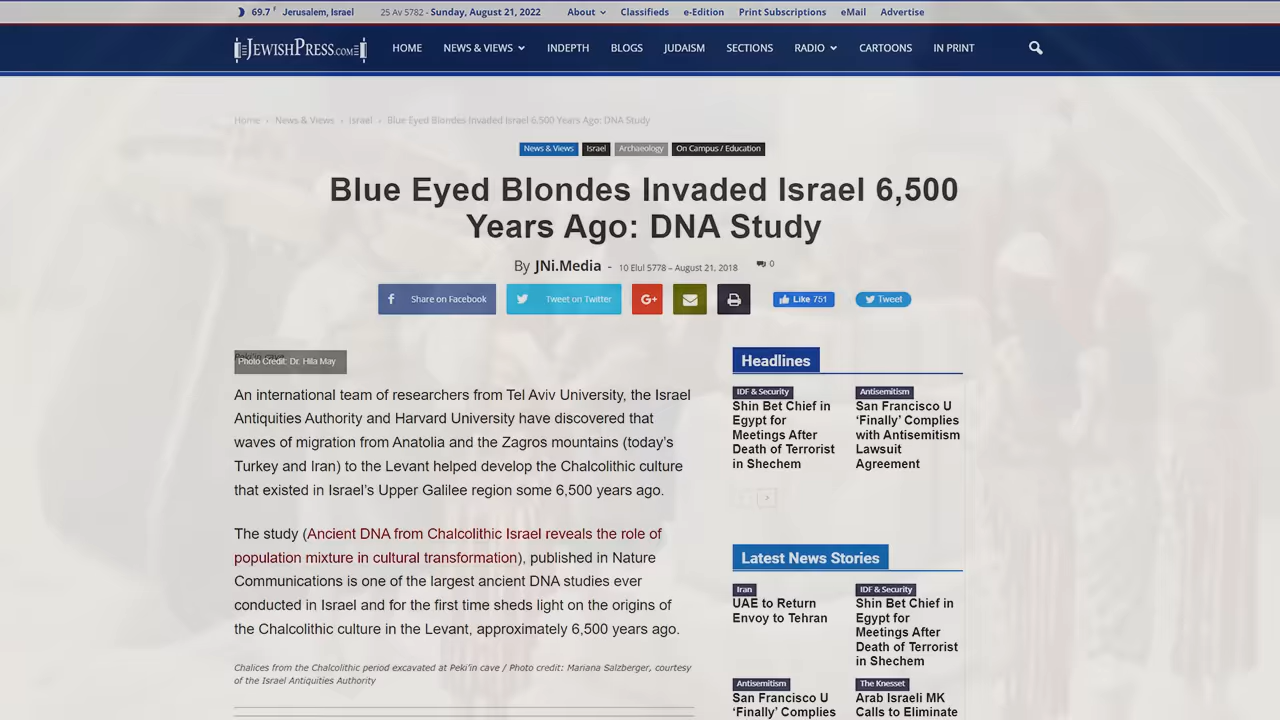 69.7 F Jerusalem, Israel 25 Av 5782 - Sunday, August 21, 2022 About Classifieds e-Edition Print Subscriptions eMail Advertise
JEWISHPRESS.COM HOME NEWS & VIEWS INDEPTH BLOGS JUDAISM SECTIONS RADIO CARTOONS IN PRINT
Home › News & Views › Israel › Blue Eyed Blondes Invaded Israel 6,500 Years Ago: DNA Study
News & Views Israel Archaeology On Campus / Education
Blue Eyed Blondes Invaded Israel 6,500
Years Ago: DNA Study
By JNi.Media - 10 Elul 5778 – August 21, 2018 0
Share on Facebook Tweet on Twitter G+ Like 751 Tweet
Peki'in cave
Photo Credit: Dr. Hila May
An international team of researchers from Tel Aviv University, the Israel
Antiquities Authority and Harvard University have discovered that
waves of migration from Anatolia and the Zagros mountains (today's
Turkey and Iran) to the Levant helped develop the Chalcolithic culture
that existed in Israel's Upper Galilee region some 6,500 years ago.
The study (Ancient DNA from Chalcolithic Israel reveals the role of
population mixture in cultural transformation), published in Nature
Communications is one of the largest ancient DNA studies ever
conducted in Israel and for the first time sheds light on the origins of
the Chalcolithic culture in the Levant, approximately 6,500 years ago.
Chalices from the Chalcolithic period excavated at Peki'in cave / Photo credit: Mariana Salzberger, courtesy
of the Israel Antiquities Authority
Headlines
IDF & Security
Shin Bet Chief in
Egypt for
Meetings After
Death of Terrorist
in Shechem
Antisemitism
San Francisco U
‘Finally’ Complies
with Antisemitism
Lawsuit
Agreement
Latest News Stories
Iran
UAE to Return
Envoy to Tehran
IDF & Security
Shin Bet Chief in
Egypt for
Meetings After
Death of Terrorist
in Shechem
Antisemitism
San Francisco U
‘Finally’ Complies
The Knesset
Arab Israeli MK
Calls to Eliminate